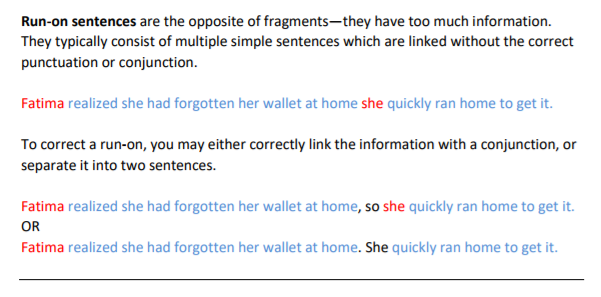 Run-on sentences are the opposite of fragments—they have too much information.
They typically consist of multiple simple sentences which are linked without the correct
punctuation or conjunction.
Fatima realized she had forgotten her wallet at home she quickly ran home to get it.
To correct a run-on, you may either correctly link the information with a conjunction, or
separate it into two sentences.
Fatima realized she had forgotten her wallet at home, so she quickly ran home to get it.
OR
Fatima realized she had forgotten her wallet at home. She quickly ran home to get it.